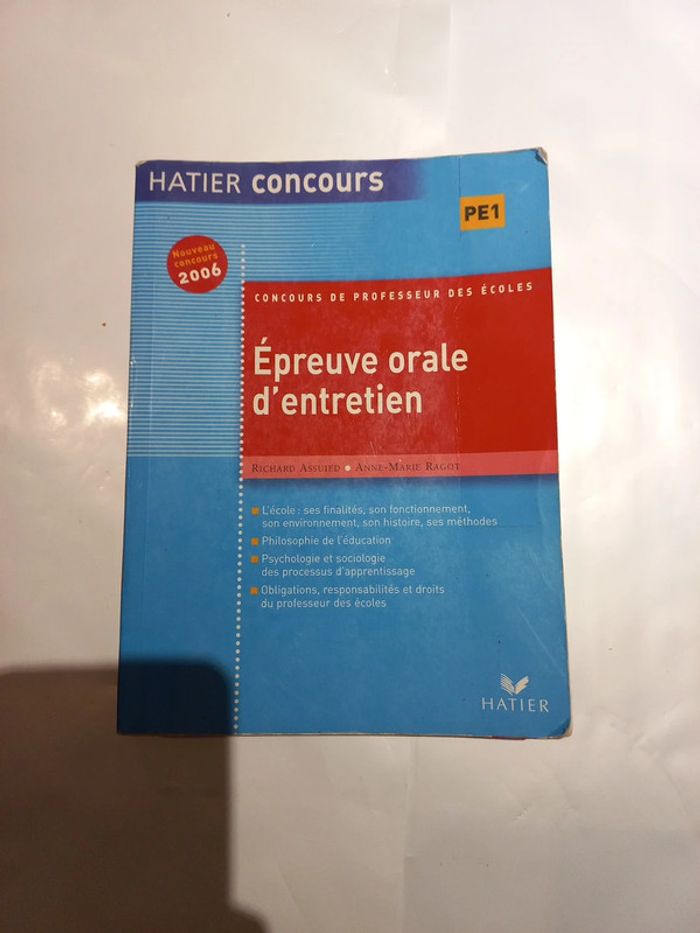 HATIER concours
PE1
Nouveau
concours
2006
CONCOURS DE PROFESSEUR DES ÉCOLES
Épreuve orale
d'entretien
RICHARD ASSUIED • ANNE-MARIE RAGOT
L'école : ses finalités, son fonctionnement,
son environnement, son histoire, ses méthodes
Philosophie de l'éducation
Psychologie et sociologie
des processus d'apprentissage
Obligations, responsabilités et droits
du professeur des écoles
HATIER